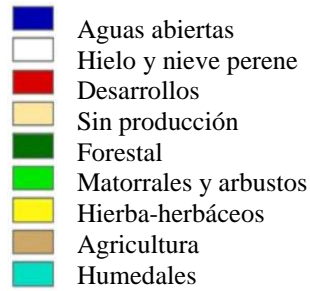 Aguas abiertas
Hielo y nieve perene
Desarrollos
Sin producción
Forestal
Matorrales y arbustos
Hierba-herbáceos
Agricultura
Humedales